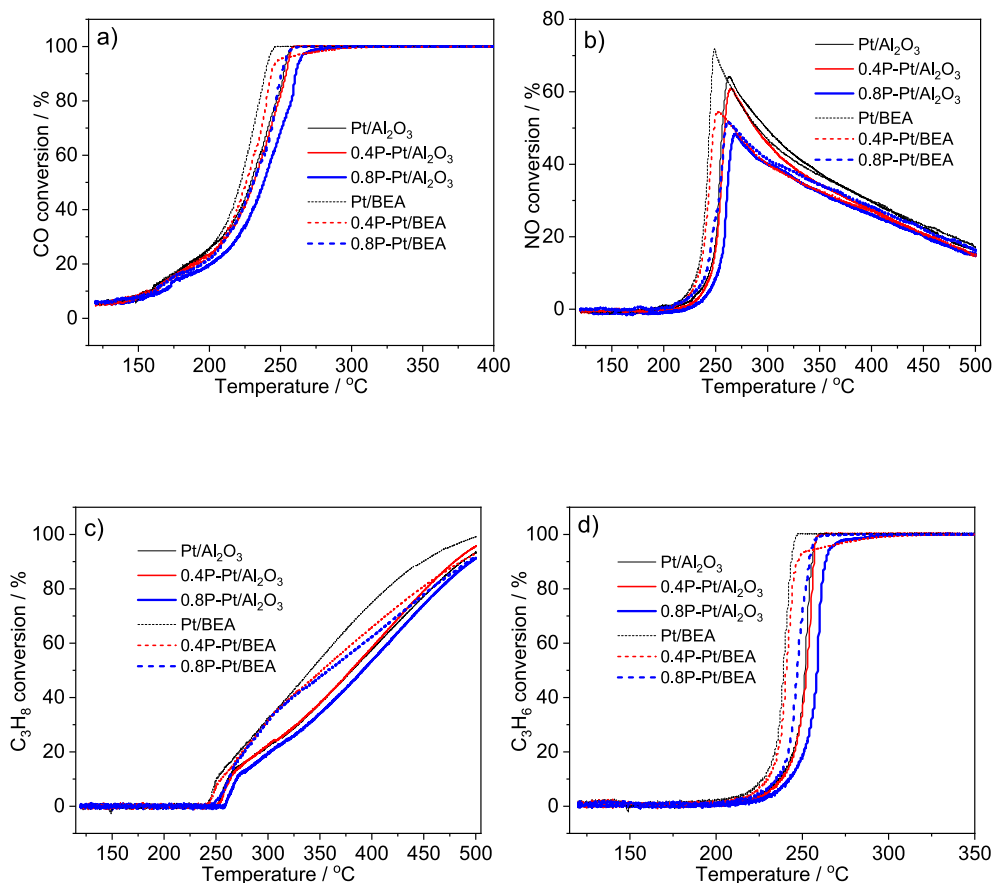 a)
CO conversion / %
100
80
60
40
20
0
Pt/Al₂O₃
0.4P-Pt/Al₂O₃
0.8P-Pt/Al₂O₃
Pt/BEA
0.4P-Pt/BEA
0.8P-Pt/BEA
150 200 250 300 350 400
Temperature / °C
b)
NO conversion / %
80
60
40
20
0
Pt/Al₂O₃
0.4P-Pt/Al₂O₃
0.8P-Pt/Al₂O₃
Pt/BEA
0.4P-Pt/BEA
0.8P-Pt/BEA
150 200 250 300 350 400 450 500
Temperature / °C
c)
C₃H₈ conversion / %
100
80
60
40
20
0
Pt/Al₂O₃
0.4P-Pt/Al₂O₃
0.8P-Pt/Al₂O₃
Pt/BEA
0.4P-Pt/BEA
0.8P-Pt/BEA
150 200 250 300 350 400 450 500
Temperature / °C
d)
C₃H₆ conversion / %
100
80
60
40
20
0
Pt/Al₂O₃
0.4P-Pt/Al₂O₃
0.8P-Pt/Al₂O₃
Pt/BEA
0.4P-Pt/BEA
0.8P-Pt/BEA
150 200 250 300 350
Temperature / °C